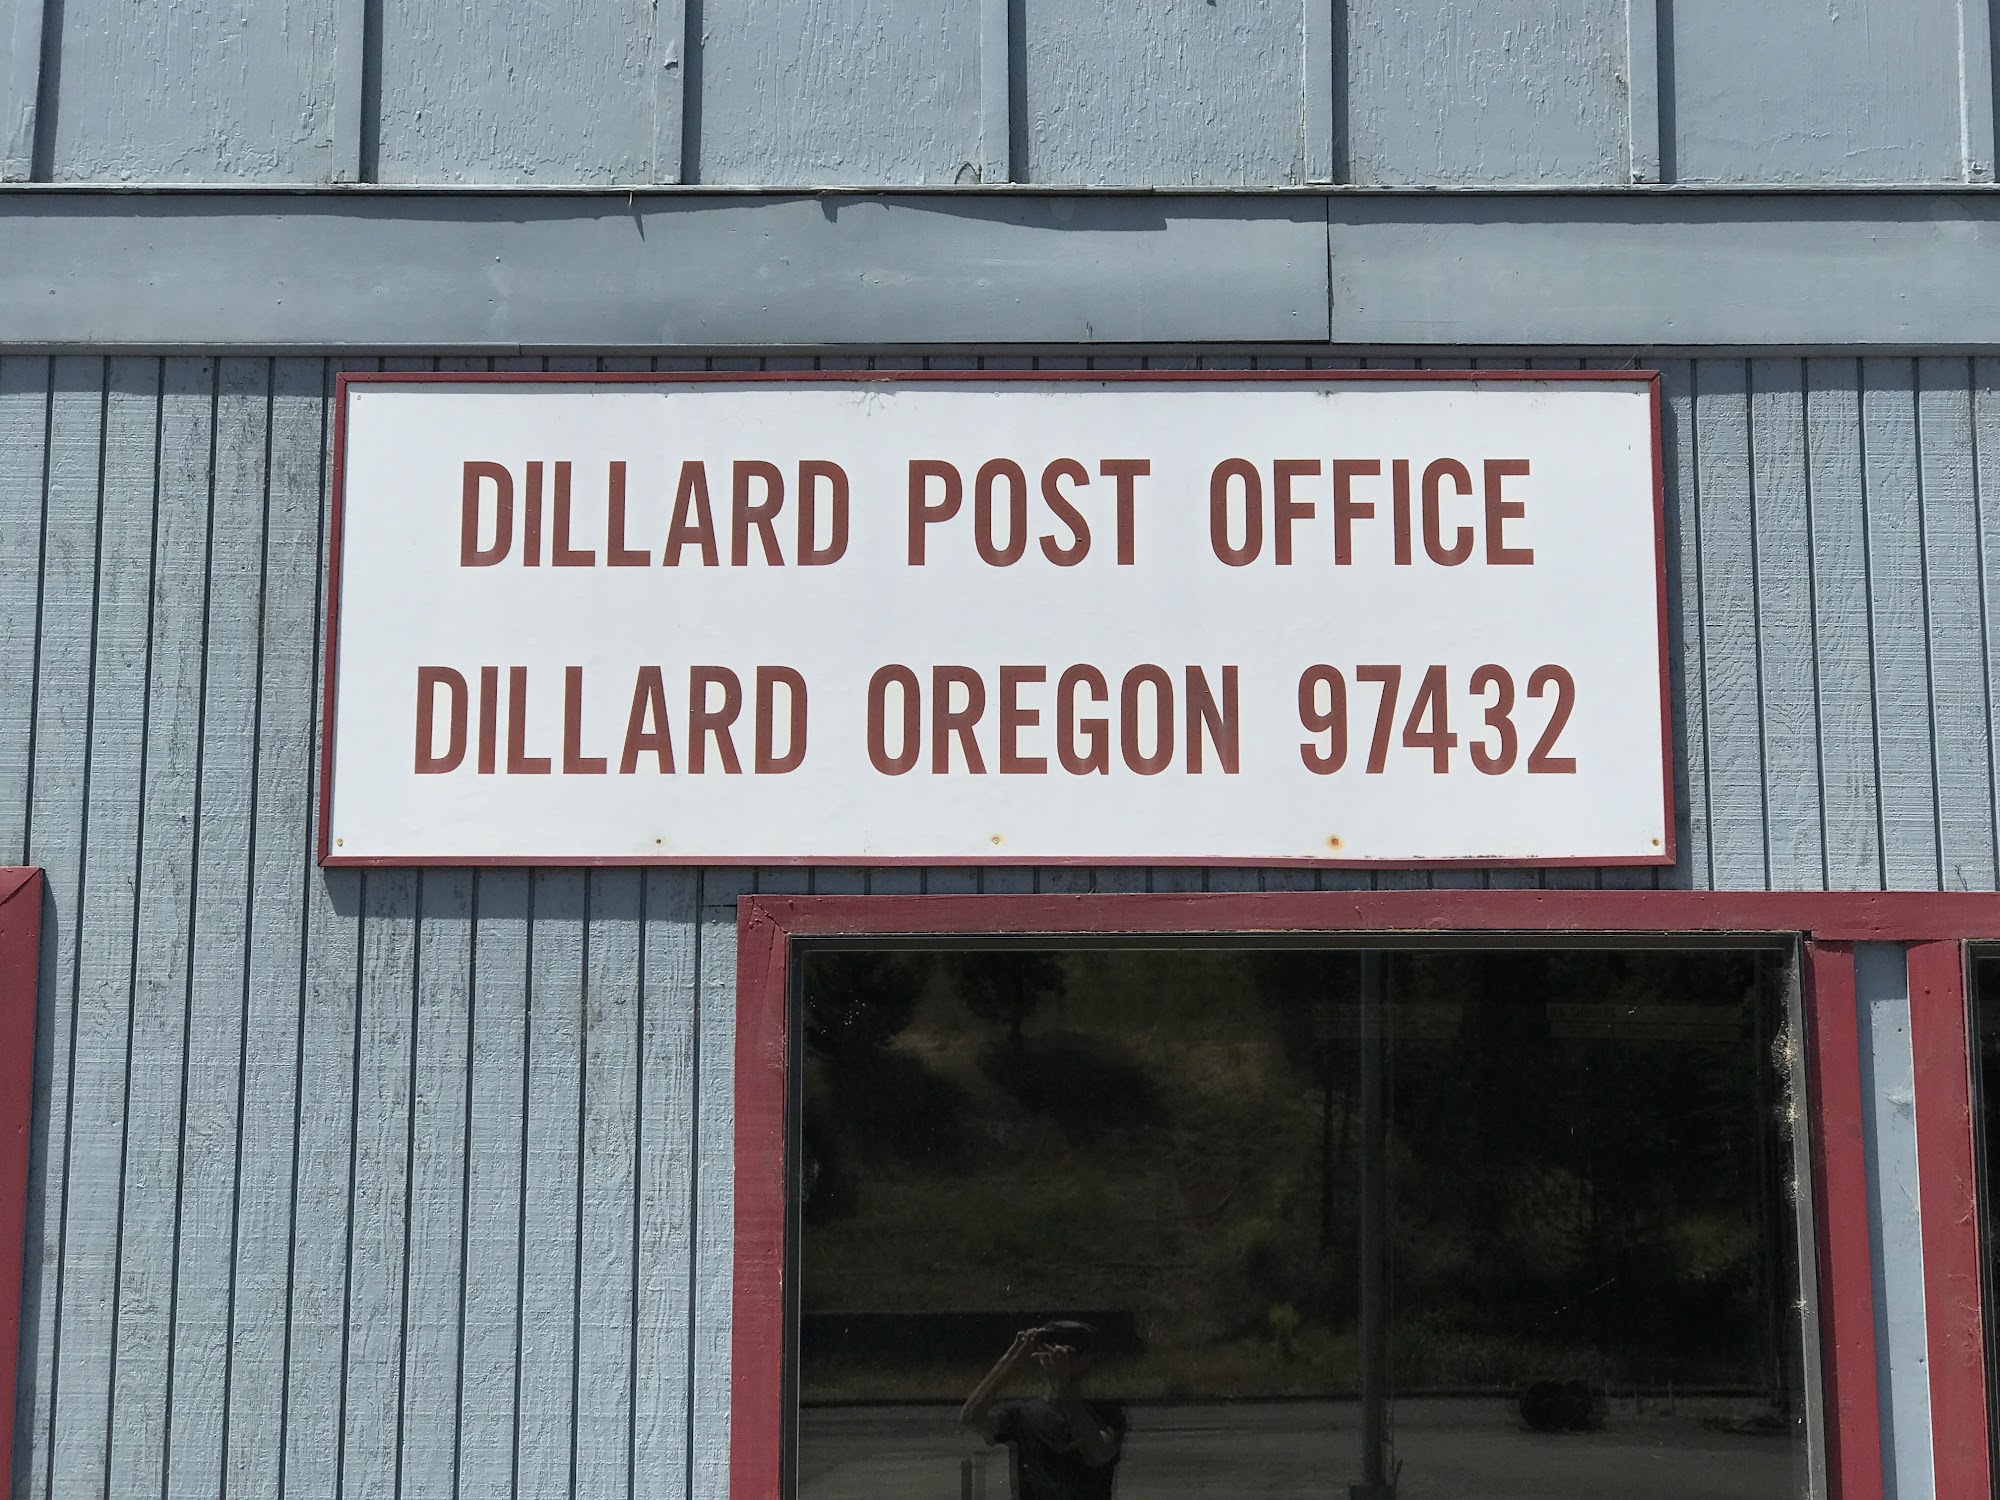 DILLARD POST OFFICE
DILLARD OREGON 97432